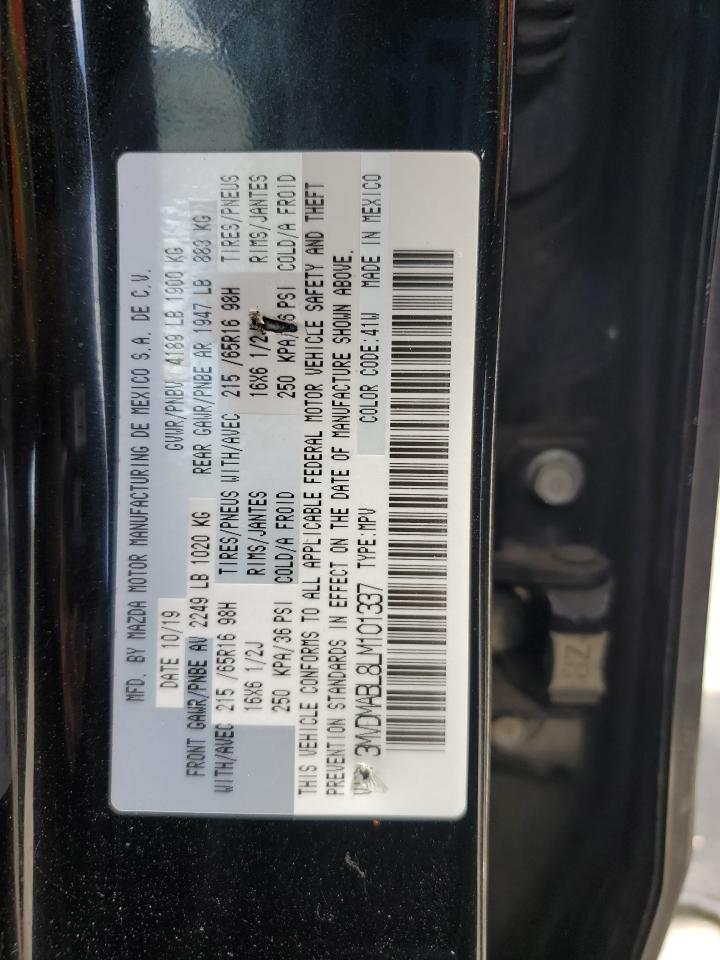 MFD. BY MAZDA MOTOR MANUFACTURING DE MEXICO S.A. DE C.V.
DATE 10/19 GVWR/PNBV 4189 LB 1900 KG
FRONT GAWR/PNBE AV 2249 LB 1020 KG REAR GAWR/PNBE AR 1947 LB 883 KG
TIRES/PNEUS TIRES/PNEUS
WITH/AVEC 215 /65R16 98H WITH/AVEC 215 /65R16 98H
16X6 1/2J RIMS/JANTES 16X6 1/2J RIMS/JANTES
250 KPA/36 PSI COLD/A FROID 250 KPA/36 PSI COLD/A FROID
THIS VEHICLE CONFORMS TO ALL APPLICABLE FEDERAL MOTOR VEHICLE SAFETY AND THEFT
PREVENTION STANDARDS IN EFFECT ON THE DATE OF MANUFACTURE SHOWN ABOVE.
3MVDMABL8LM101337 TYPE:MPV COLOR CODE:41W MADE IN MEXICO